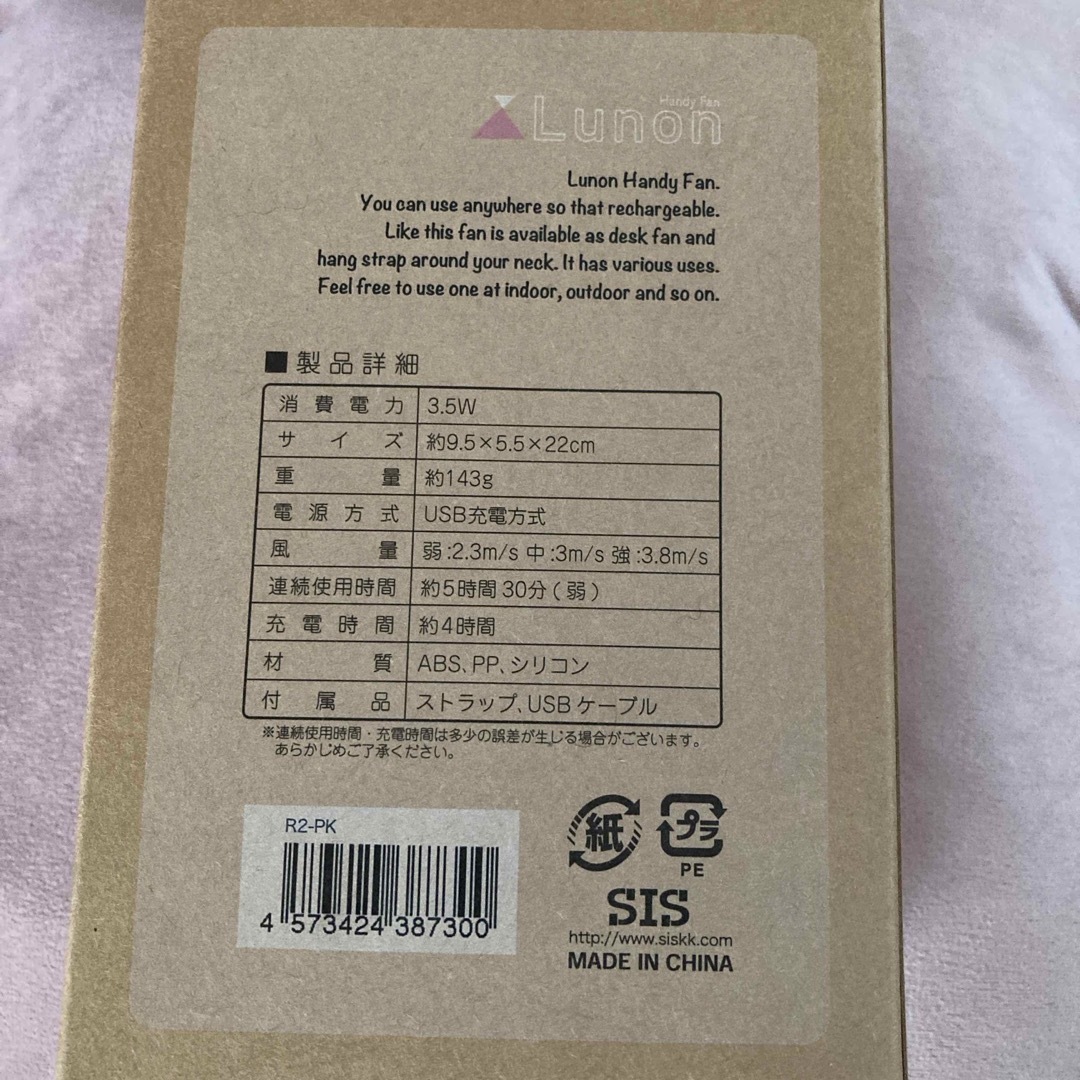 Handy Fan
Lunon
Lunon Handy Fan.
You can use anywhere so that rechargeable.
Like this fan is available as desk fan and
hang strap around your neck. It has various uses.
Feel free to use one at indoor, outdoor and so on.
■製品詳細
消費電力 3.5W
サイズ 約9.5×5.5×22cm
重量 約143g
電源方式 USB充電方式
風量 弱:2.3m/s 中:3m/s 強:3.8m/s
連続使用時間 約5時間30分(弱)
充電時間 約4時間
材質 ABS、PP、シリコン
付属品 ストラップ、USBケーブル
※連続使用時間・充電時間は多少の誤差が生じる場合がございます。
あらかじめご了承ください。
R2-PK
4 573424 387300
紙
プラ
PE
SIS
http://www.siskk.com
MADE IN CHINA